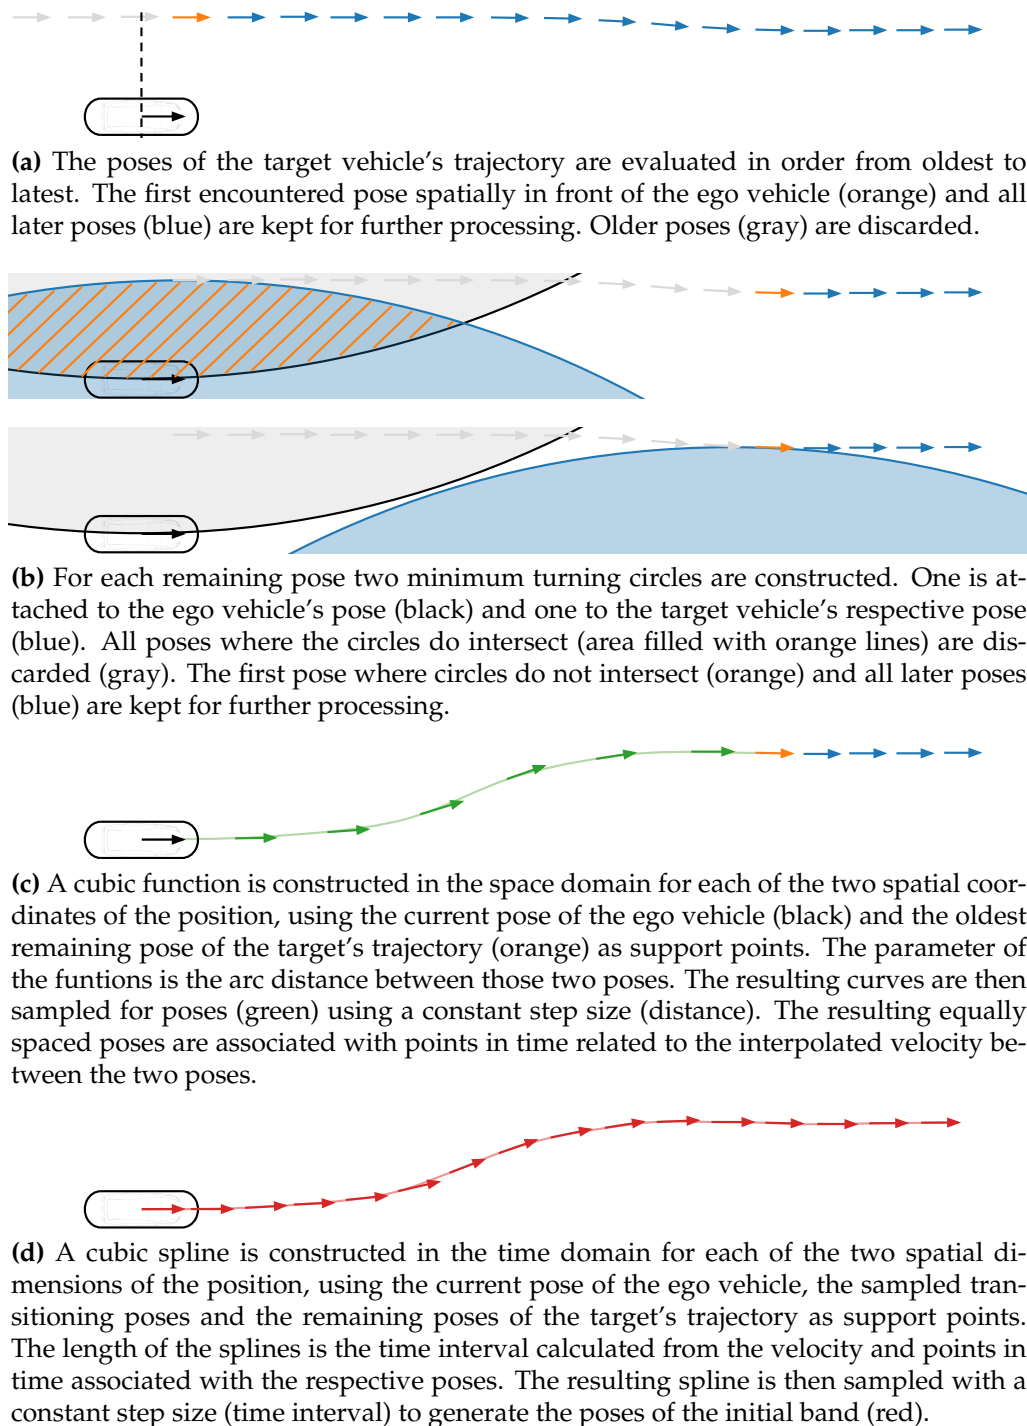 (a) The poses of the target vehicle's trajectory are evaluated in order from oldest to
latest. The first encountered pose spatially in front of the ego vehicle (orange) and all
later poses (blue) are kept for further processing. Older poses (gray) are discarded.
(b) For each remaining pose two minimum turning circles are constructed. One is at-
tached to the ego vehicle's pose (black) and one to the target vehicle's respective pose
(blue). All poses where the circles do intersect (area filled with orange lines) are dis-
carded (gray). The first pose where circles do not intersect (orange) and all later poses
(blue) are kept for further processing.
(c) A cubic function is constructed in the space domain for each of the two spatial coor-
dinates of the position, using the current pose of the ego vehicle (black) and the oldest
remaining pose of the target's trajectory (orange) as support points. The parameter of
the funtions is the arc distance between those two poses. The resulting curves are then
sampled for poses (green) using a constant step size (distance). The resulting equally
spaced poses are associated with points in time related to the interpolated velocity be-
tween the two poses.
(d) A cubic spline is constructed in the time domain for each of the two spatial di-
mensions of the position, using the current pose of the ego vehicle, the sampled tran-
sitioning poses and the remaining poses of the target's trajectory as support points.
The length of the splines is the time interval calculated from the velocity and points in
time associated with the respective poses. The resulting spline is then sampled with a
constant step size (time interval) to generate the poses of the initial band (red).